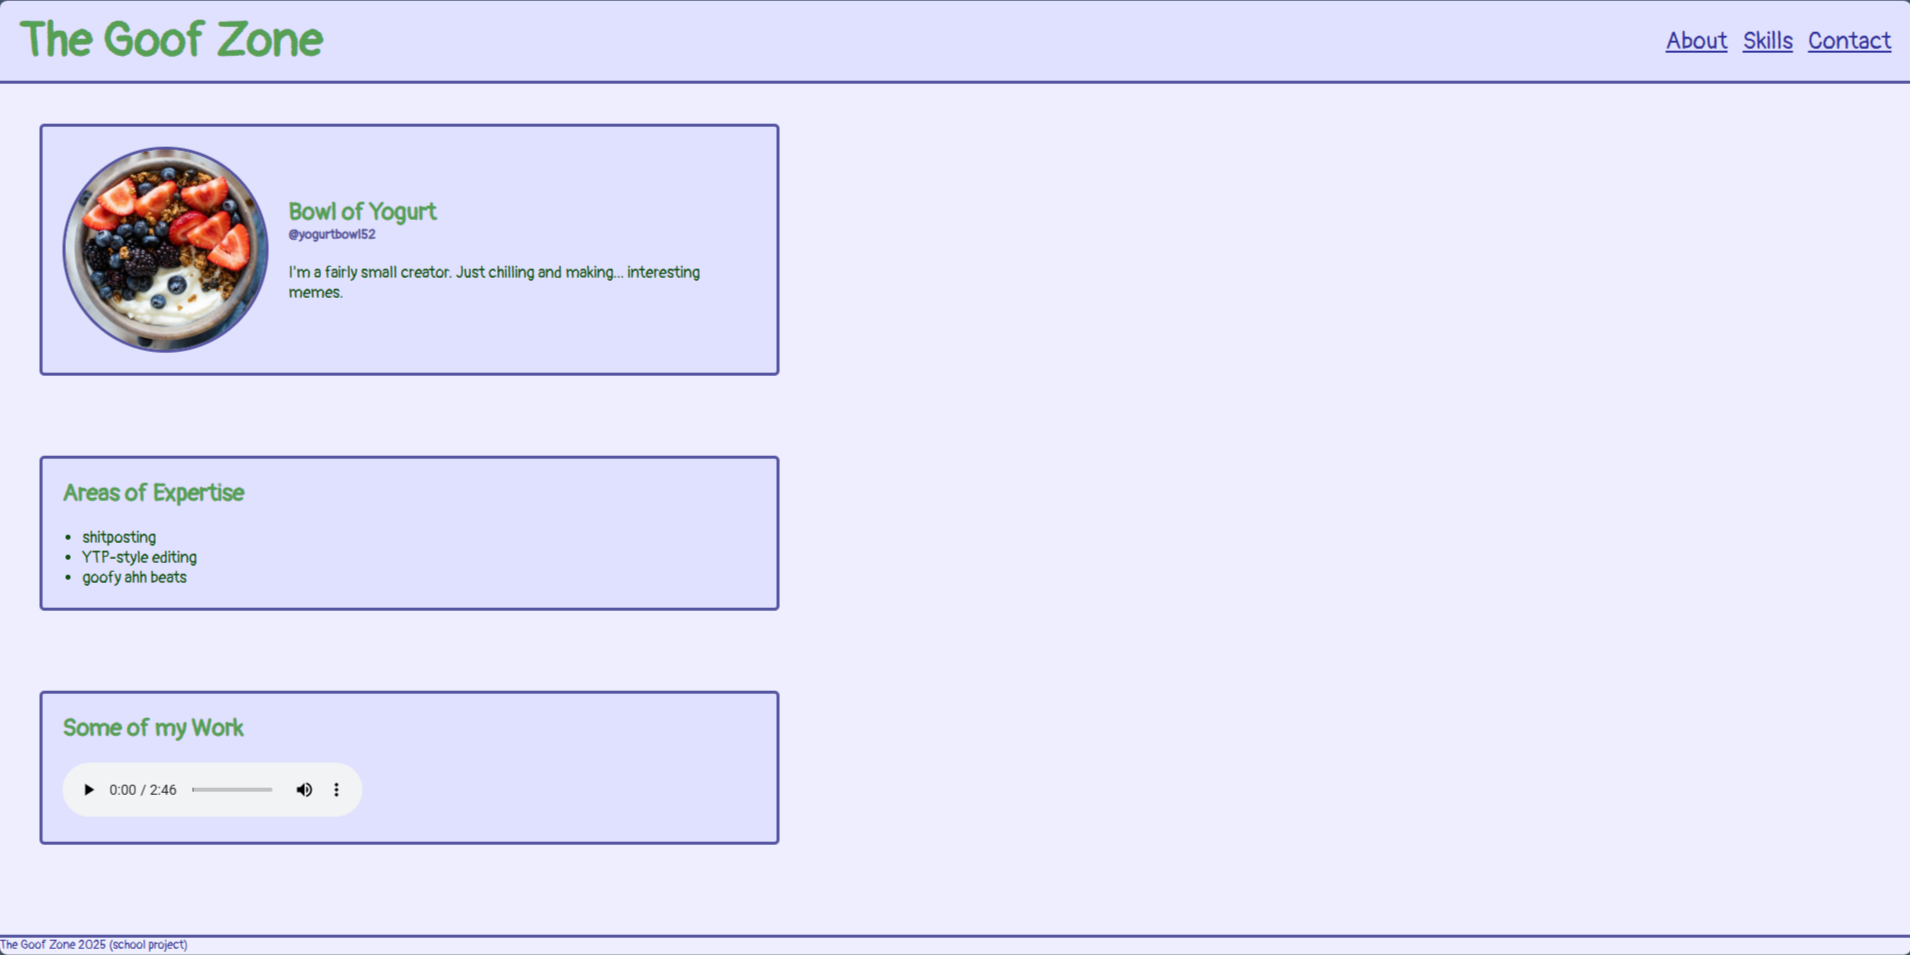 The Goof Zone
About Skills Contact
Bowl of Yogurt
@yogurtbowl52
I'm a fairly small creator. Just chilling and making... interesting
memes.
Areas of Expertise
• shitposting
• YTP-style editing
• goofy ahh beats
Some of my Work
0:00 / 2:46
The Goof Zone 2025 (school project)